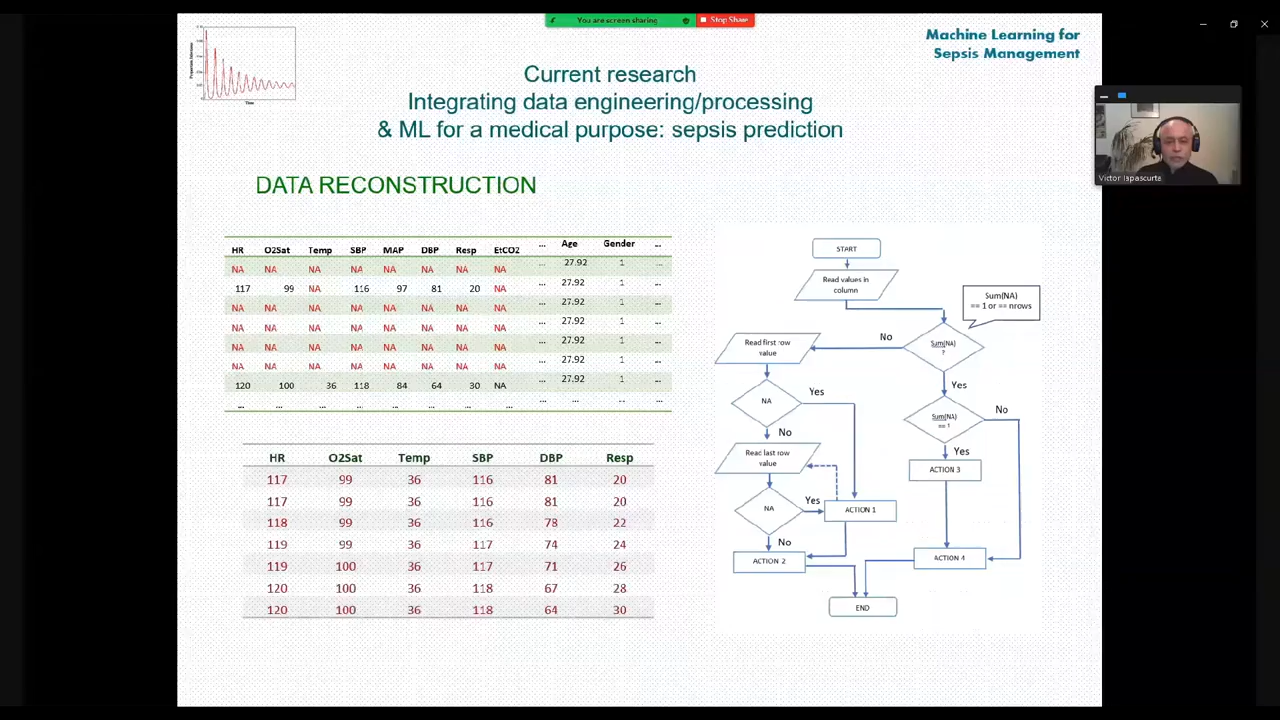 You are screen sharing Stop Share
Machine Learning for
Sepsis Management
Time
Current research
Integrating data engineering/processing
& ML for a medical purpose: sepsis prediction
Victor Iapascurta
DATA RECONSTRUCTION
HR O2Sat Temp SBP MAP DBP Resp EtCO2 ... Age Gender ...
NA NA NA NA NA NA NA NA ... 27.92 1 ...
117 99 NA 116 97 81 20 NA ... 27.92 1 ...
NA NA NA NA NA NA NA NA ... 27.92 1 ...
NA NA NA NA NA NA NA NA ... 27.92 1 ...
NA NA NA NA NA NA NA NA ... 27.92 1 ...
NA NA NA NA NA NA NA NA ... 27.92 1 ...
120 100 36 118 84 64 30 NA ... 27.92 1 ...
... ... ... ... ... ... ... ... ... ... ... ...
HR O2Sat Temp SBP DBP Resp
117 99 36 116 81 20
117 99 36 116 81 20
118 99 36 116 78 22
119 99 36 117 74 24
119 100 36 117 71 26
120 100 36 118 67 28
120 100 36 118 64 30
START
Read values in
column
Sum(NA)
== 1 or == nrows
Sum(NA)
?
No
Yes
Read first row
value
NA
Yes
No
Read last row
value
NA
Yes
No
ACTION 1
ACTION 2
Sum(NA)
== 1
No
Yes
ACTION 3
ACTION 4
END